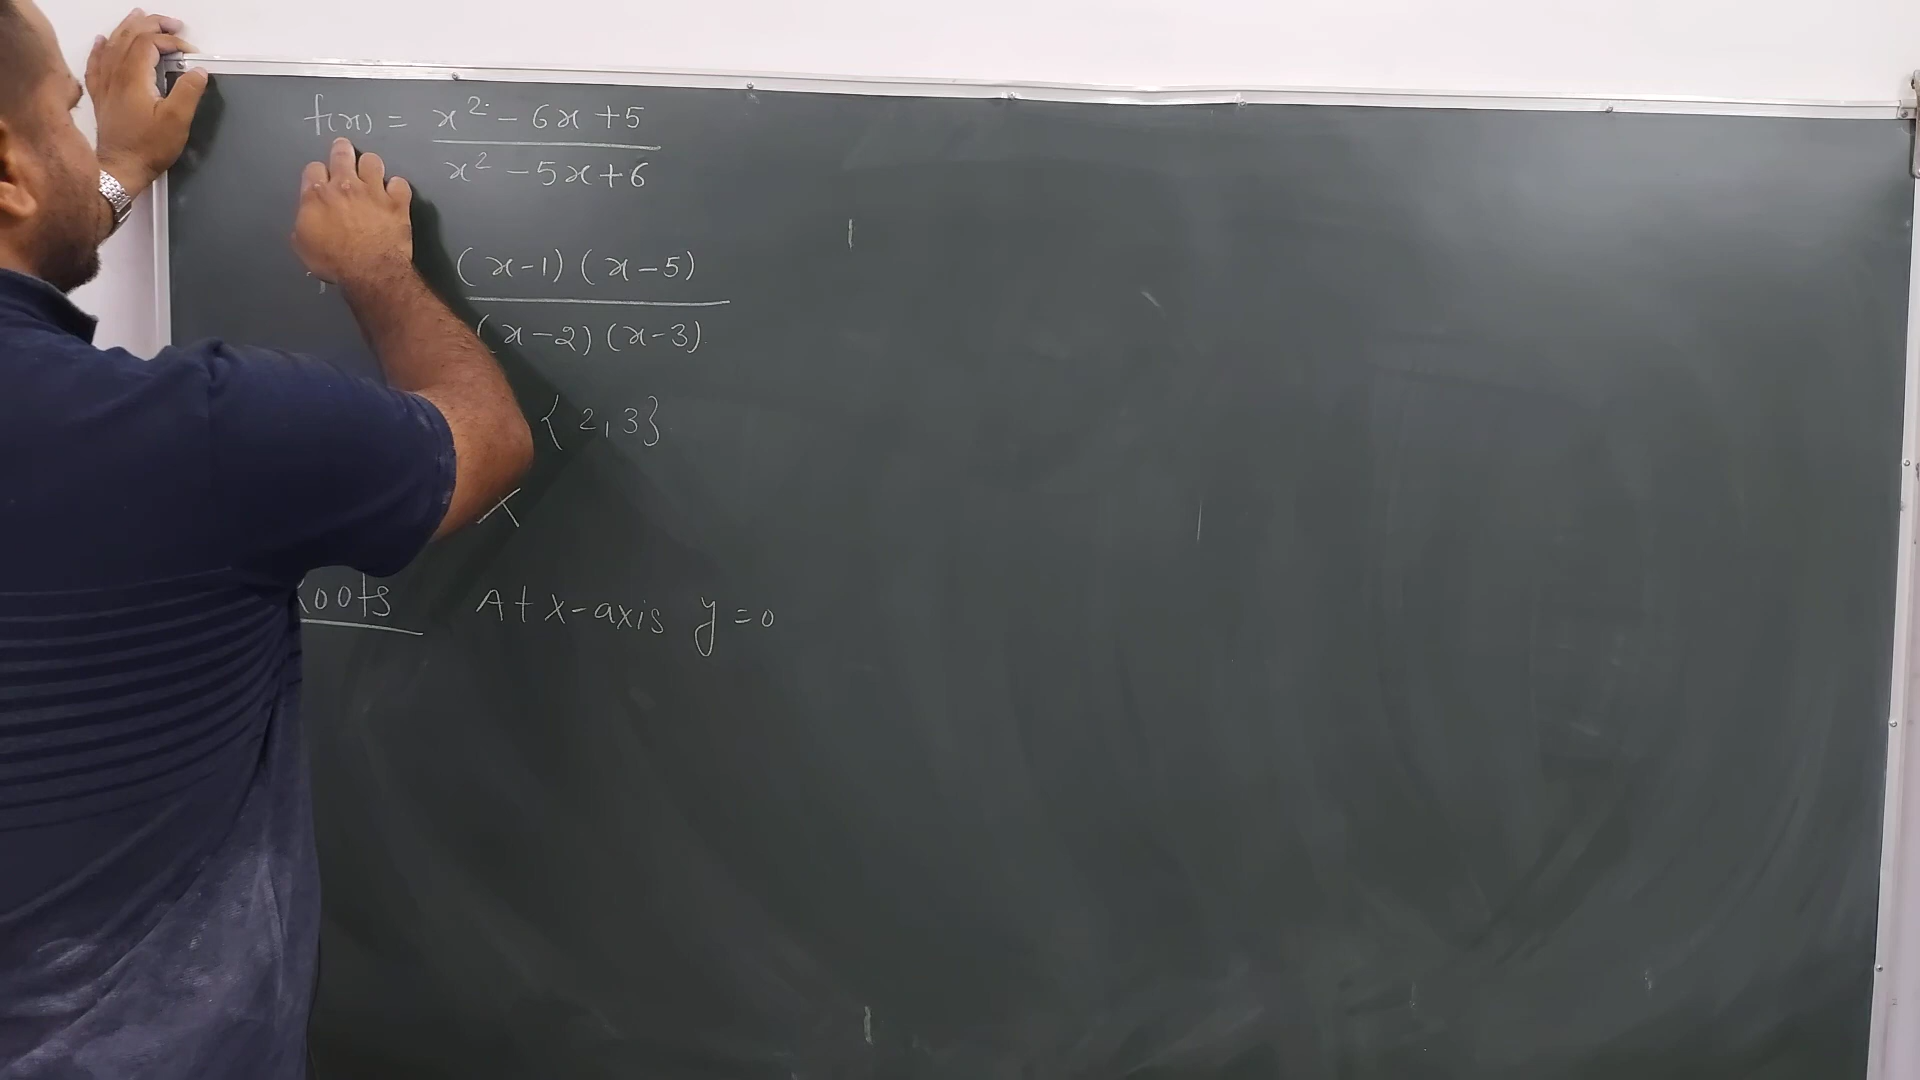 f(x) = x² - 6x + 5 / x² - 5x + 6
(x-1) (x-5) / (x-2) (x-3)
{2, 3}
Roots At x-axis y = 0